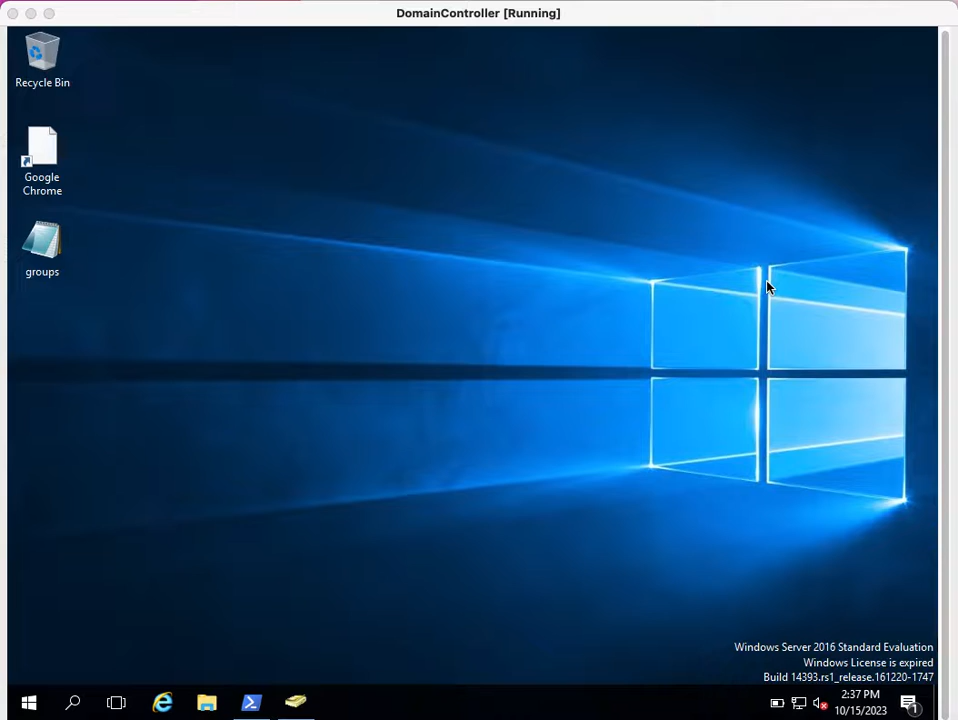 DomainController [Running]
Recycle Bin
Google
Chrome
groups
Windows Server 2016 Standard Evaluation
Windows License is expired
Build 14393.rs1_release.161220-1747
2:37 PM
10/15/2023
1